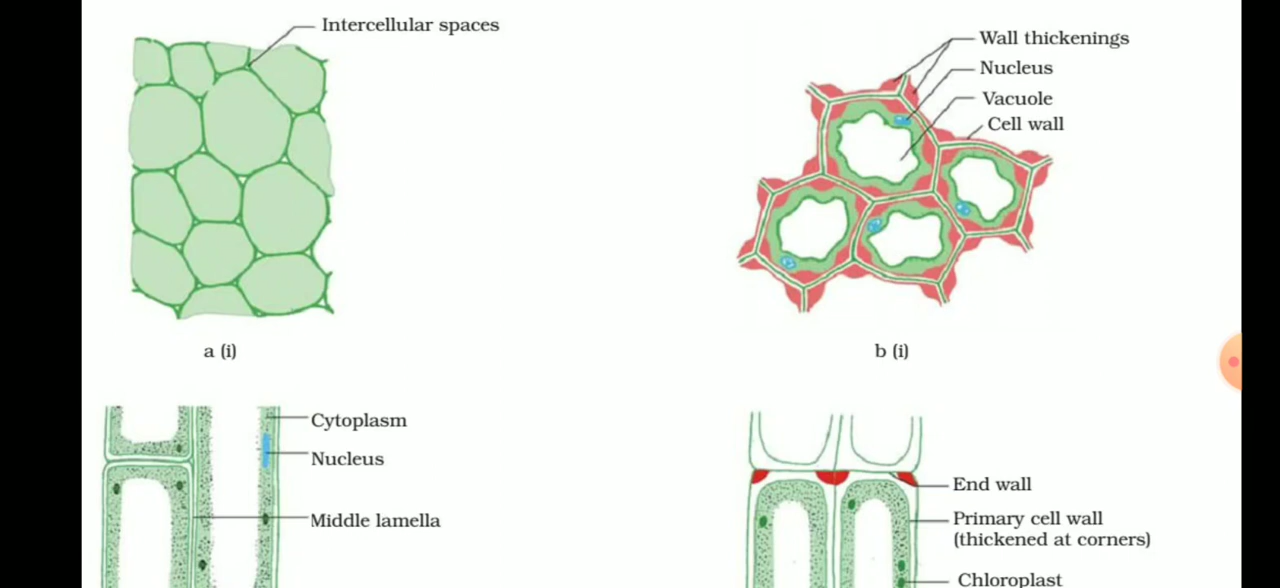 Intercellular spaces
Wall thickenings
Nucleus
Vacuole
Cell wall
a (i)
b (i)
Cytoplasm
Nucleus
Middle lamella
End wall
Primary cell wall
(thickened at corners)
Chloroplast